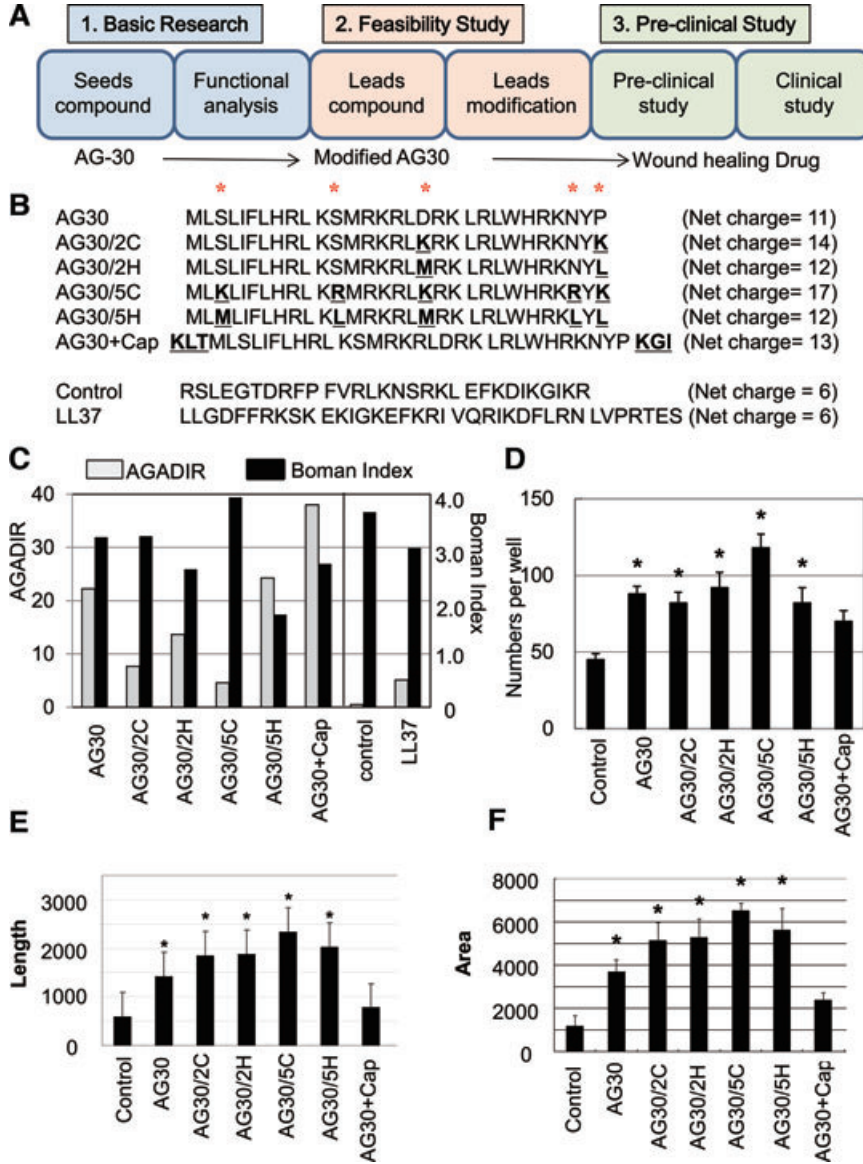 A
1. Basic Research 2. Feasibility Study 3. Pre-clinical Study
Seeds compound Functional analysis Leads compound Leads modification Pre-clinical study Clinical study
AG-30 Modified AG30 Wound healing Drug
* * * * *
B
AG30 MLSLIFLHRL KSMRKRLDRK LRLWHRKNYP (Net charge= 11)
AG30/2C MLSLIFLHRL KSMRKRLKRK LRLWHRKNYK (Net charge= 14)
AG30/2H MLSLIFLHRL KSMRKRLMRK LRLWHRKNYL (Net charge= 12)
AG30/5C MLKLIFLHRL KRMRKRLKRK LRLWHRKRYK (Net charge= 17)
AG30/5H MLMLIFLHRL KLMRKRLMRK LRLWHRKLYL (Net charge= 12)
AG30+Cap KLTMLSLIFLHRL KSMRKRLDRK LRLWHRKNYP KGI (Net charge= 13)
Control RSLEGTDRFP FVRLKNSRKL EFKDIKGIKR (Net charge = 6)
LL37 LLGDFFRKSK EKIGKEFKRI VQRIKDFLRN LVPRTES (Net charge = 6)
C
AGADIR Boman Index
40
30
20
10
0
AGADIR
4.0
3.0
2.0
1.0
0
Boman Index
AG30 AG30/2C AG30/2H AG30/5C AG30/5H AG30+Cap control LL37
D
150
100
50
0
Numbers per well
* * * * *
Control AG30 AG30/2C AG30/2H AG30/5C AG30/5H AG30+Cap
E
3000
2000
1000
0
Length
* * * * *
Control AG30 AG30/2C AG30/2H AG30/5C AG30/5H AG30+Cap
F
8000
6000
4000
2000
0
Area
* * * * *
Control AG30 AG30/2C AG30/2H AG30/5C AG30/5H AG30+Cap